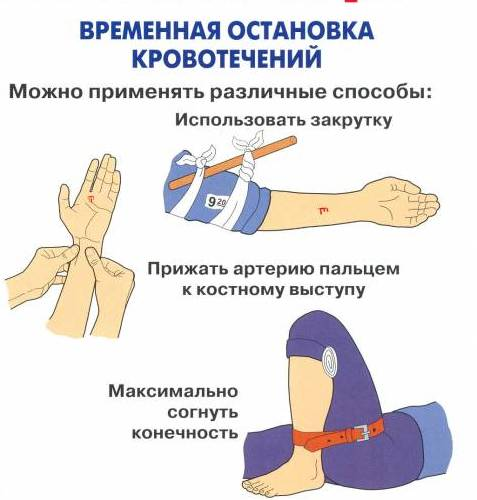 ВРЕМЕННАЯ ОСТАНОВКА
КРОВОТЕЧЕНИЙ
Можно применять различные способы:
Использовать закрутку
9 20
Прижать артерию пальцем
к костному выступу
Максимально
согнуть
конечность